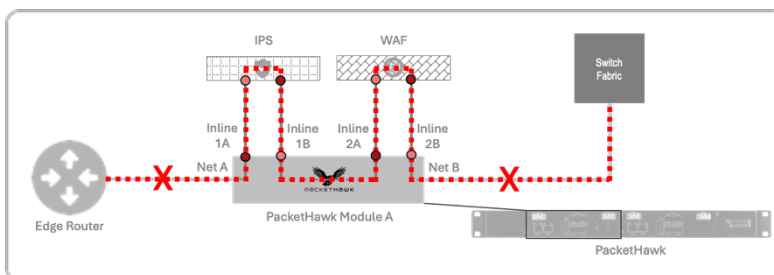 IPS
WAF
Switch
Fabric
Inline
1A
Inline
1B
Inline
2A
Inline
2B
Net A
Net B
PACKETHAWK
Edge Router
PacketHawk Module A
PacketHawk